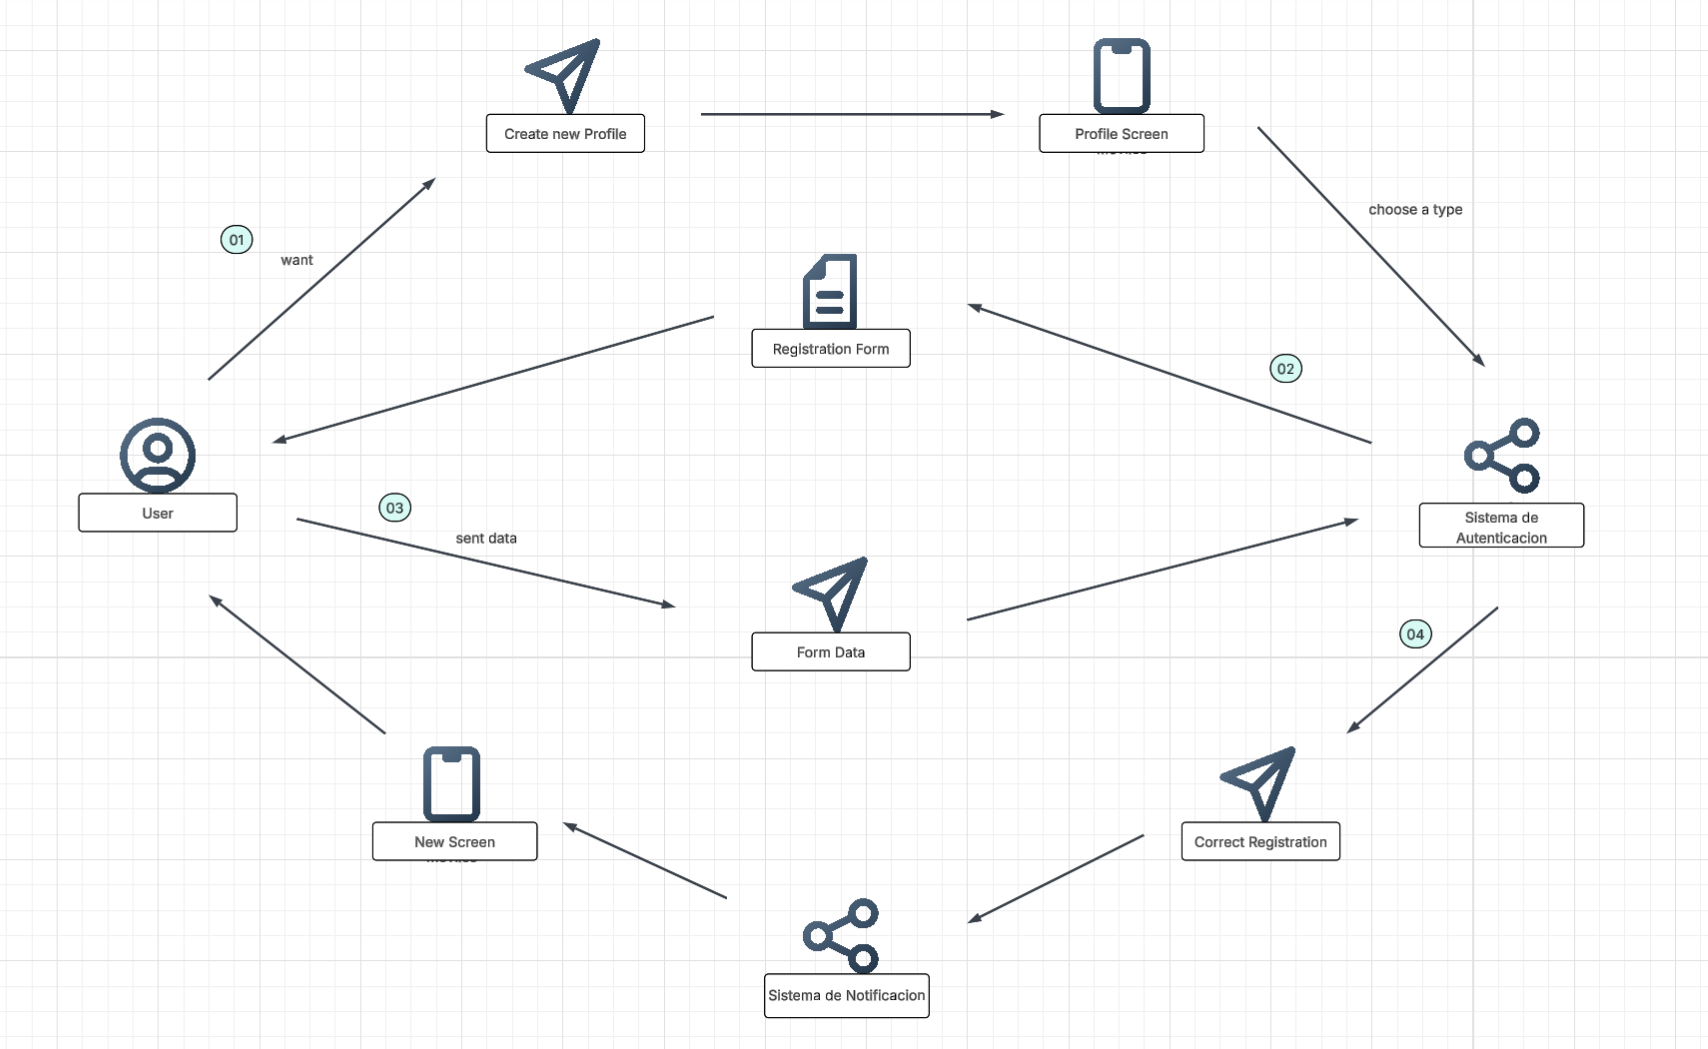 Create new Profile
Profile Screen
01
want
choose a type
Registration Form
02
User
03
sent data
Sistema de
Autenticacion
Form Data
04
New Screen
Correct Registration
Sistema de Notificacion